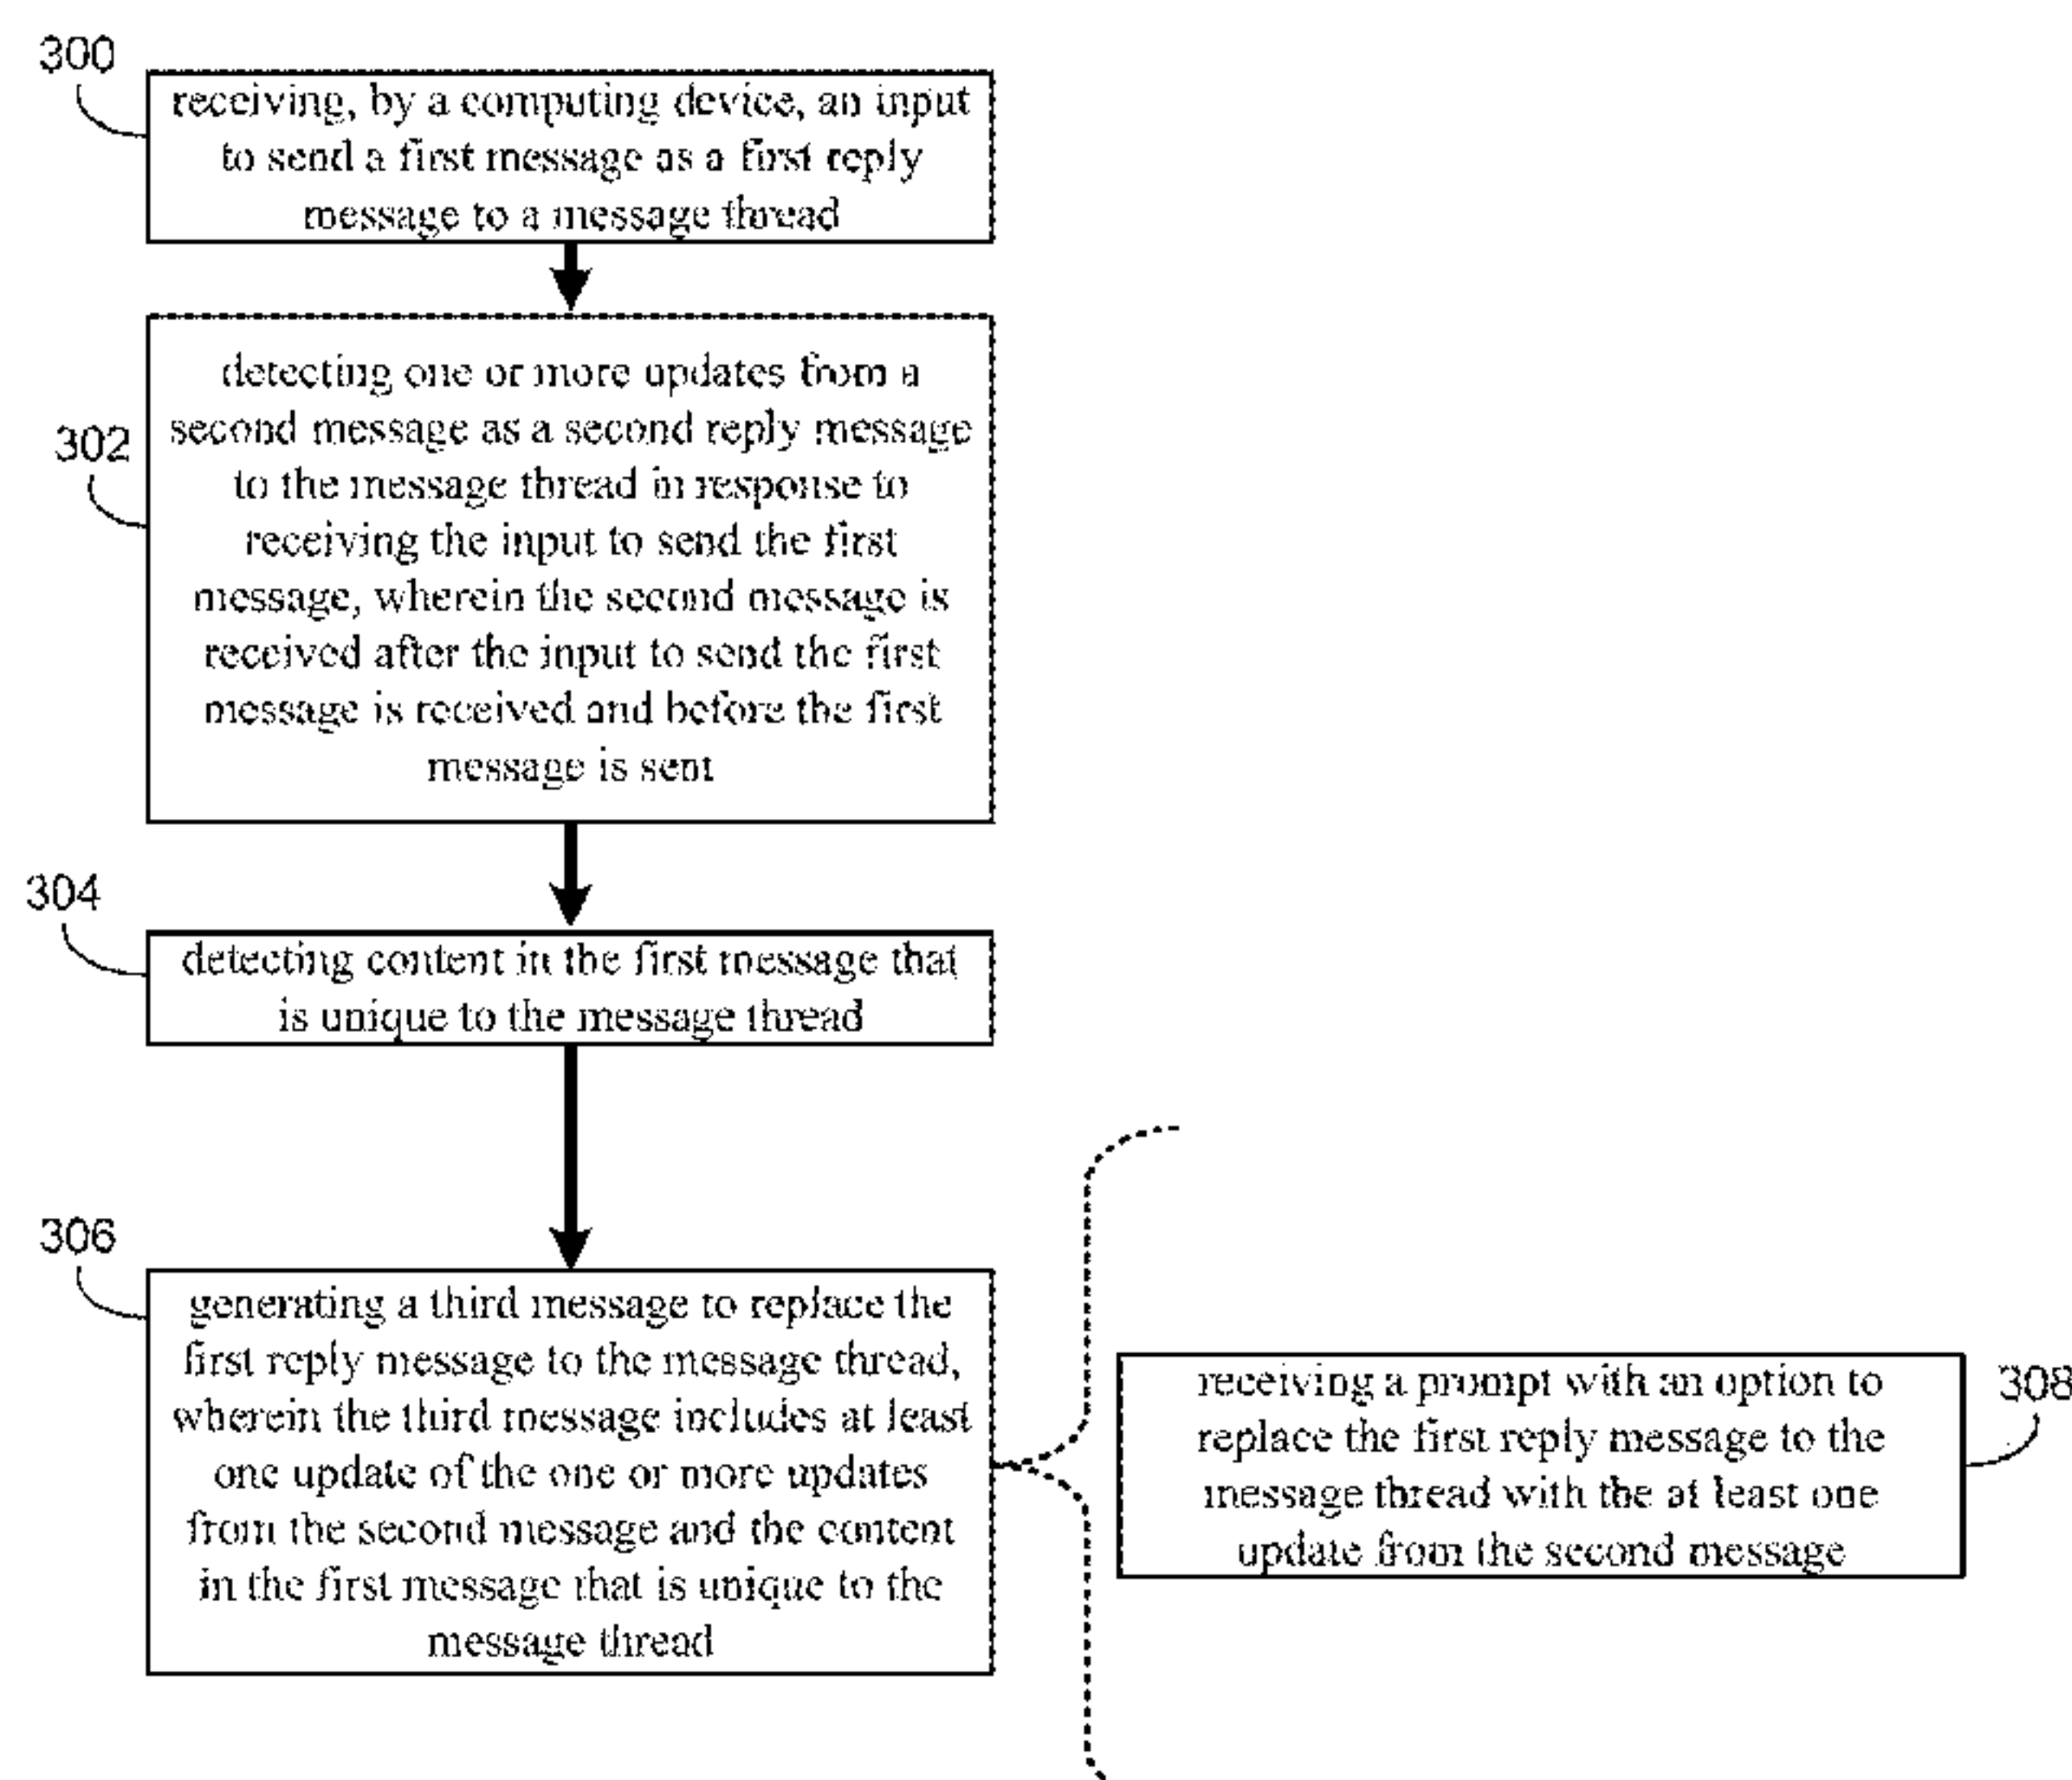 300
receiving, by a computing device, an input
to send a first message as a first reply
message to a message thread
302
detecting one or more updates from a
second message as a second reply message
to the message thread in response to
receiving the input to send the first
message, wherein the second message is
received after the input to send the first
message is received and before the first
message is sent
304
detecting content in the first message that
is unique to the message thread
306
generating a third message to replace the
first reply message to the message thread,
wherein the third message includes at least
one update of the one or more updates
from the second message and the content
in the first message that is unique to the
message thread
receiving a prompt with an option to
replace the first reply message to the
message thread with the at least one
update from the second message
308